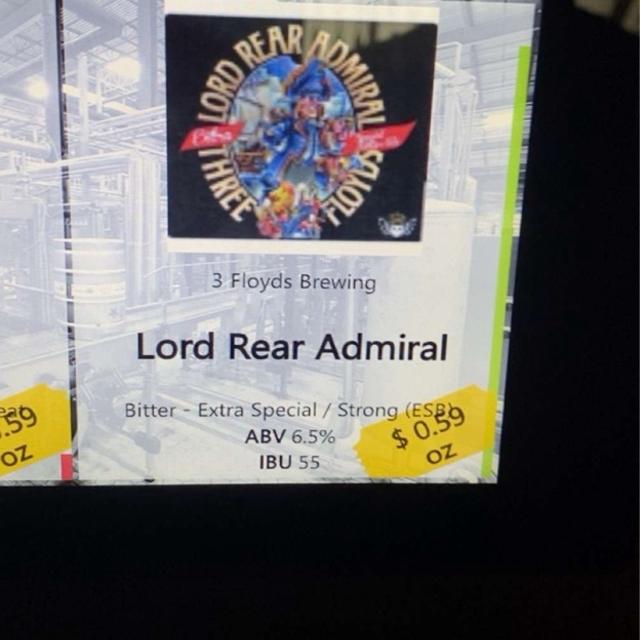 LORD REAR ADMIRAL
THREE FLOYDS
3 Floyds Brewing
Lord Rear Admiral
Bitter - Extra Special / Strong (ESB)
ABV 6.5%
IBU 55
$ 0.59
oz
.59
oz